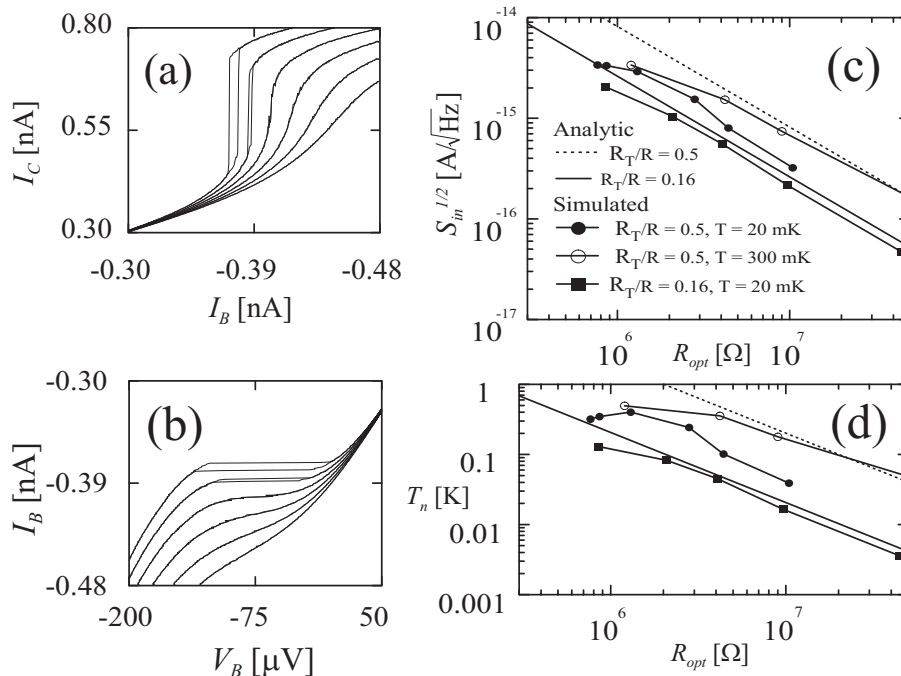 (a)
0.80
0.55
0.30
I_C [nA]
-0.30
-0.39
-0.48
I_B [nA]
(b)
-0.30
-0.39
-0.48
I_B [nA]
-200
-75
50
V_B [μV]
(c)
10^-14
10^-15
10^-16
10^-17
S_in^1/2 [A/√Hz]
Analytic
R_T/R = 0.5
R_T/R = 0.16
Simulated
R_T/R = 0.5, T = 20 mK
R_T/R = 0.5, T = 300 mK
R_T/R = 0.16, T = 20 mK
10^6
10^7
R_opt [Ω]
(d)
1
0.1
0.01
0.001
T_n [K]
10^6
10^7
R_opt [Ω]